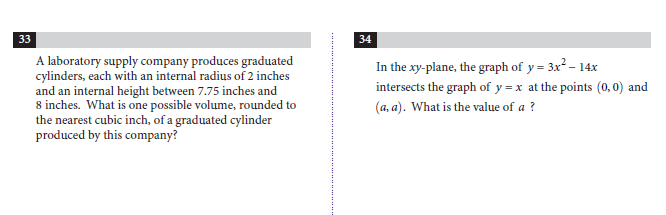 33
A laboratory supply company produces graduated
cylinders, each with an internal radius of 2 inches
and an internal height between 7.75 inches and
8 inches. What is one possible volume, rounded to
the nearest cubic inch, of a graduated cylinder
produced by this company?
34
In the xy-plane, the graph of y = 3x² – 14x
intersects the graph of y = x at the points (0, 0) and
(a, a). What is the value of a ?